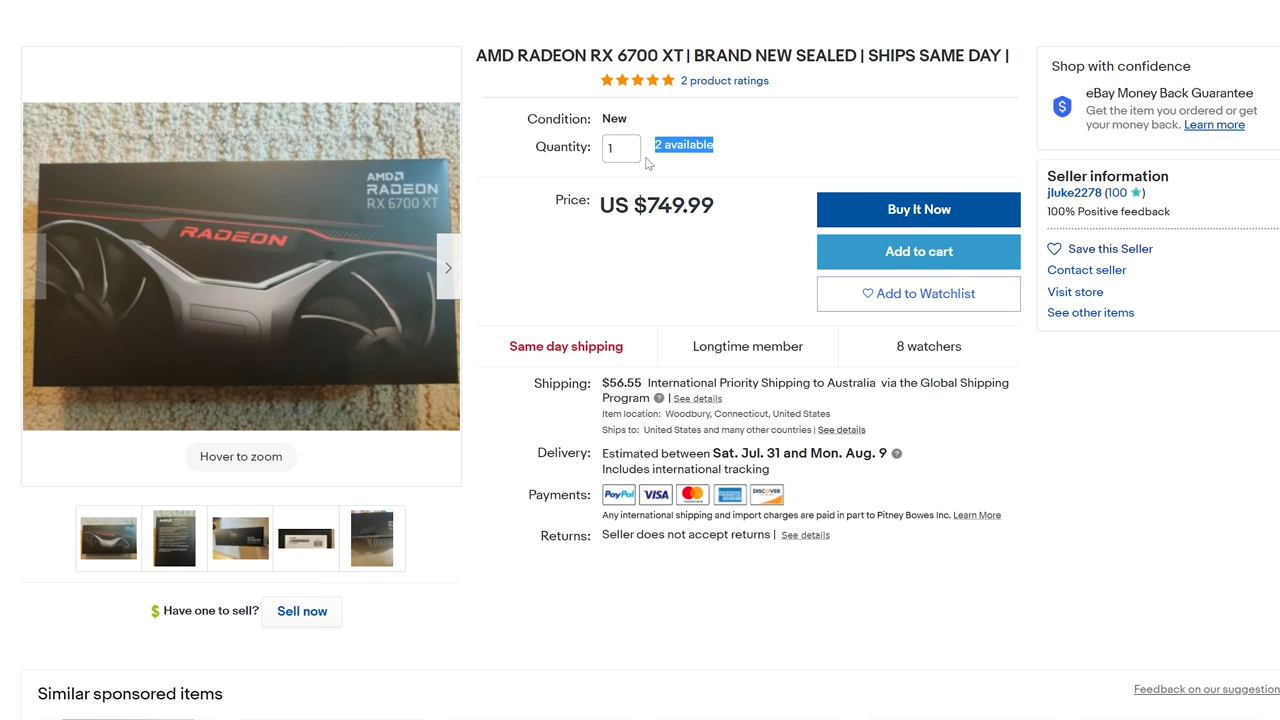 AMD RADEON RX 6700 XT | BRAND NEW SEALED | SHIPS SAME DAY |
2 product ratings
Condition: New
Quantity: 1 2 available
Price: US $749.99
Buy It Now
Add to cart
Add to Watchlist
Same day shipping Longtime member 8 watchers
Shipping: $56.55 International Priority Shipping to Australia via the Global Shipping
Program ? | See details
Item location: Woodbury, Connecticut, United States
Ships to: United States and many other countries | See details
Delivery: Estimated between Sat. Jul. 31 and Mon. Aug. 9 ?
Includes international tracking
Payments: PayPal VISA MasterCard DISCOVER
Any international shipping and import charges are paid in part to Pitney Bowes Inc. Learn More
Returns: Seller does not accept returns | See details
AMD
RADEON
RX 6700 XT
RADEON
Hover to zoom
$ Have one to sell? Sell now
Shop with confidence
$ eBay Money Back Guarantee
Get the item you ordered or get
your money back. Learn more
Seller information
jluke2278 (100 )
100% Positive feedback
Save this Seller
Contact seller
Visit store
See other items
Similar sponsored items
Feedback on our suggestion